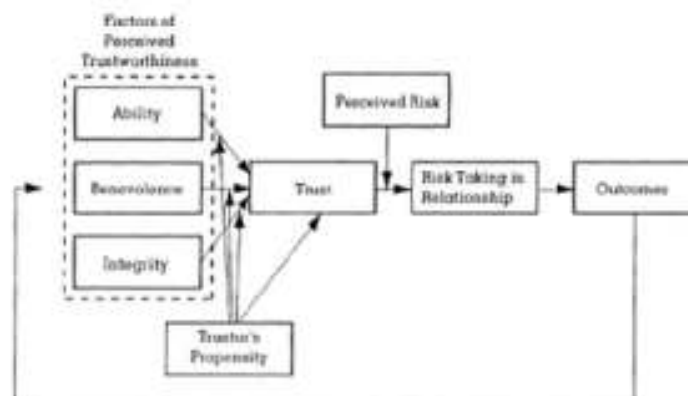 Factors of
Perceived
Trustworthiness
Ability
Benevolence
Integrity
Trustor's
Propensity
Trust
Perceived Risk
Risk Taking in
Relationship
Outcomes